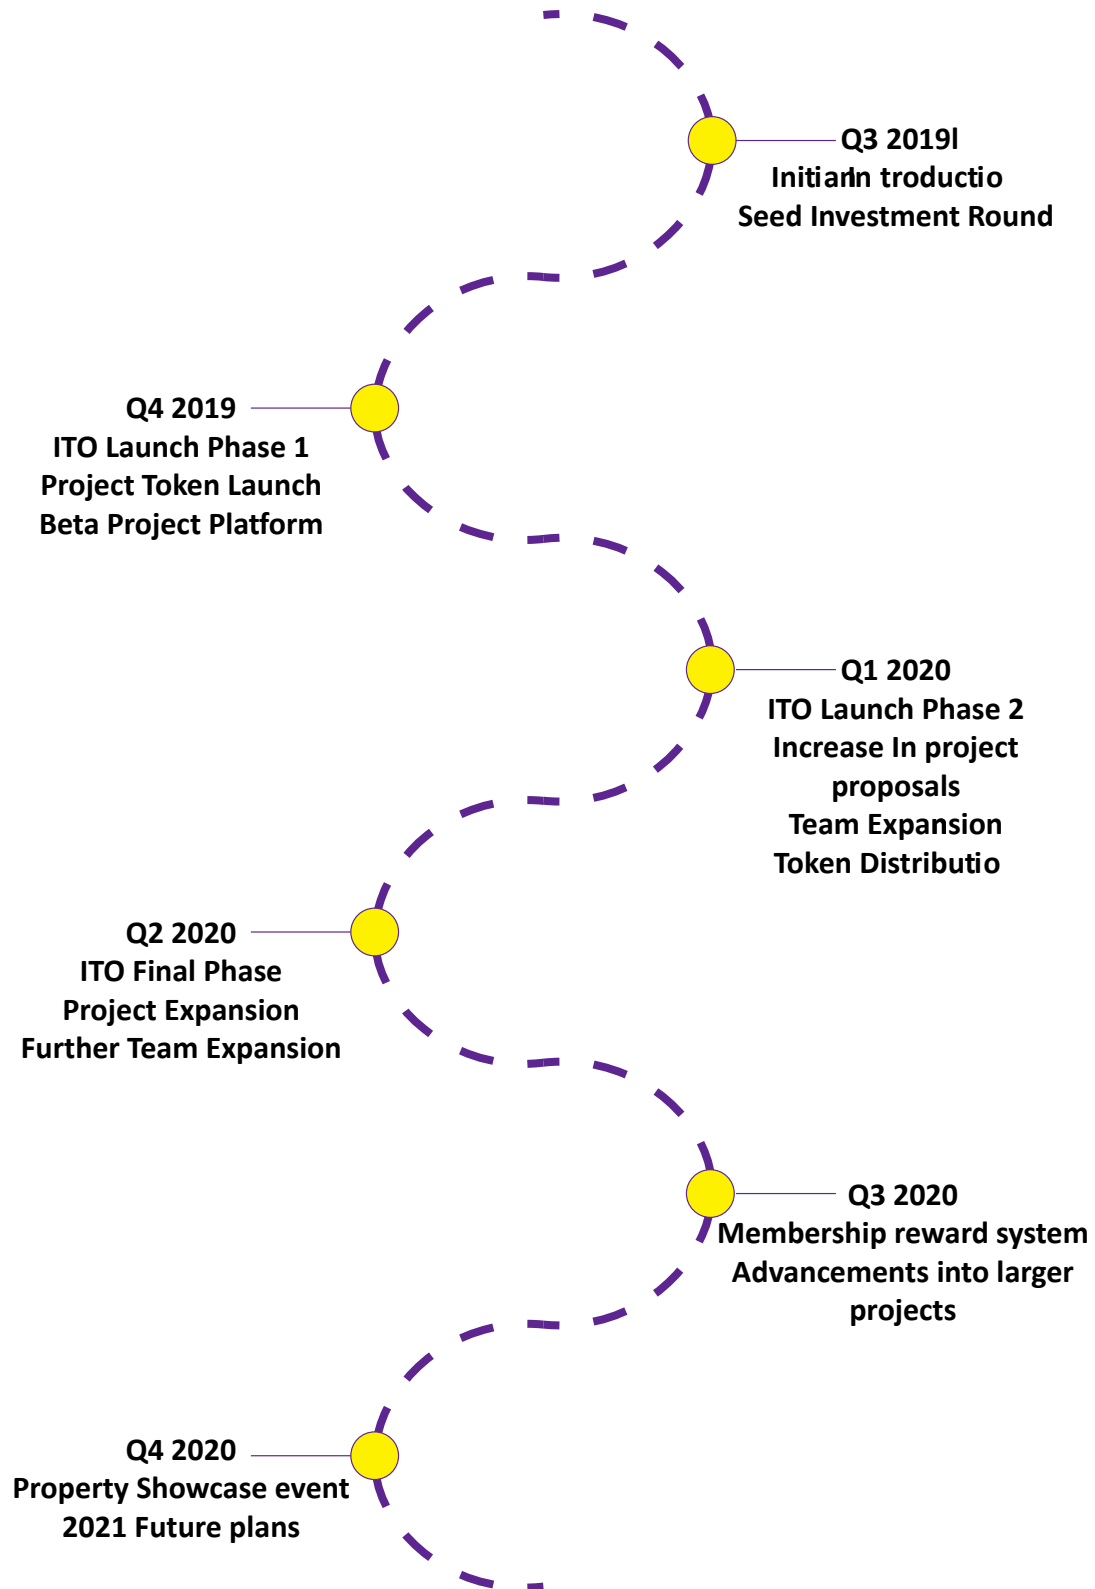 Q3 2019l
InitiarIn troductio
Seed Investment Round
Q4 2019
ITO Launch Phase 1
Project Token Launch
Beta Project Platform
Q1 2020
ITO Launch Phase 2
Increase In project
proposals
Team Expansion
Token Distributio
Q2 2020
ITO Final Phase
Project Expansion
Further Team Expansion
Q3 2020
Membership reward system
Advancements into larger
projects
Q4 2020
Property Showcase event
2021 Future plans